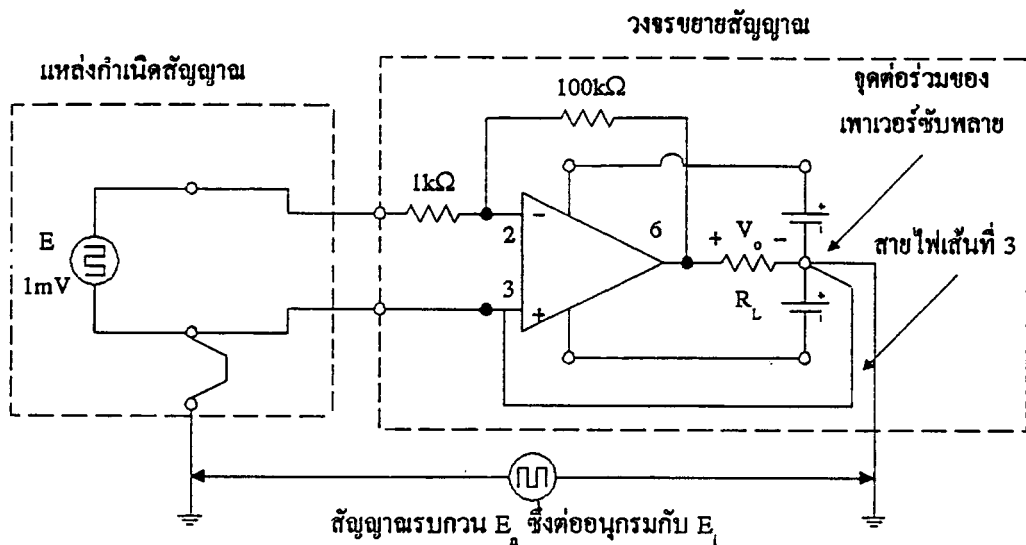 วงจรขยายสัญญาณ
แหล่งกำเนิดสัญญาณ
100kΩ
จุดต่อร่วมของ
เพาเวอร์ซัพพลาย
1kΩ
E
1mV
2
−
6
+ V₀ −
สายไฟเส้นที่ 3
3
+
R_L
+
+
สัญญาณรบกวน Eₙ ซึ่งต่ออนุกรมกับ Eᵢ